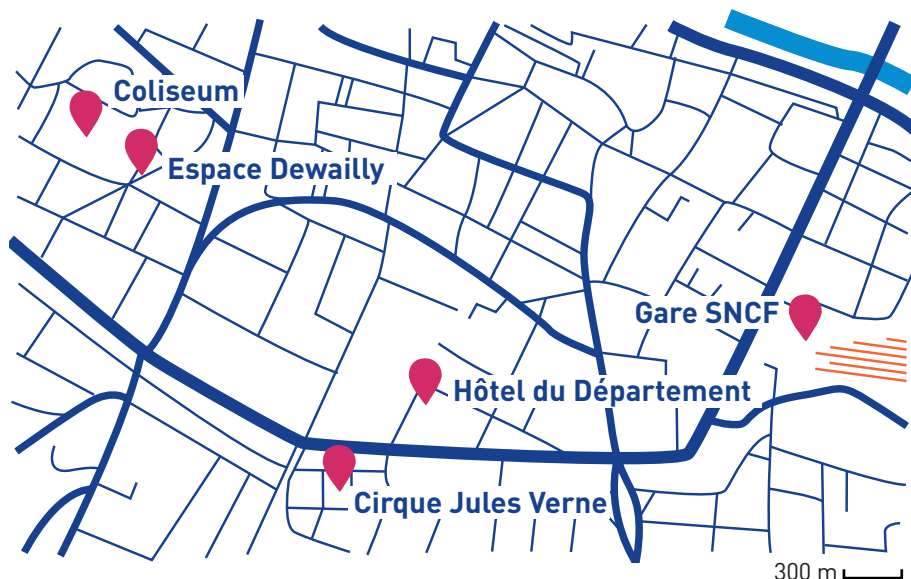 Coliseum
Espace Dewailly
Gare SNCF
Hôtel du Département
Cirque Jules Verne
300 m